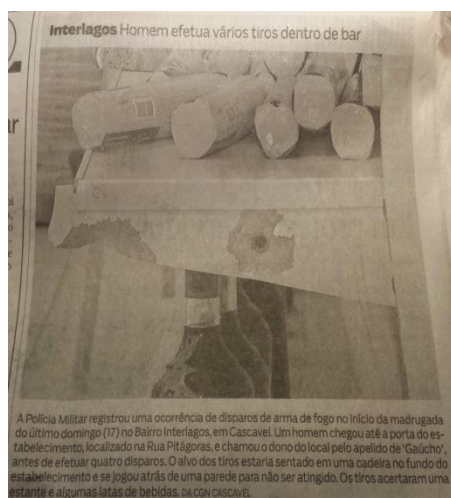 Interlagos Homem efetua vários tiros dentro de bar
A Polícia Militar registrou uma ocorrência de disparos de arma de fogo no início da madrugada
do último domingo (17) no Bairro Interlagos, em Cascavel. Um homem chegou até a porta do es-
tabelecimento, localizado na Rua Pitágoras, e chamou o dono do local pelo apelido de 'Gaúcho',
antes de efetuar quatro disparos. O alvo dos tiros estaria sentado em uma cadeira no fundo do
estabelecimento e se jogou atrás de uma parede para não ser atingido. Os tiros acertaram uma
estante e algumas latas de bebidas. DA CGN CASCAVEL